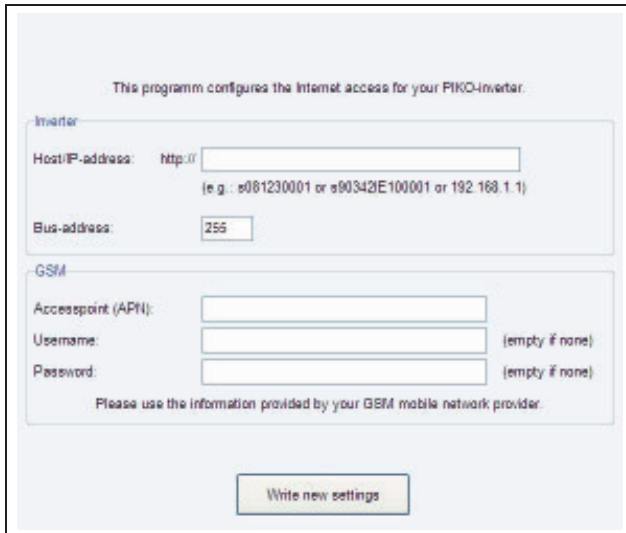 This programm configures the Internet access for your PIKO-inverter.
Inverter
Host/IP-address: http://
(e.g.: s081230001 or s90342IE100001 or 192.168.1.1)
Bus-address: 255
GSM
Accesspoint (APN):
Username: (empty if none)
Password: (empty if none)
Please use the information provided by your GSM mobile network provider.
Write new settings